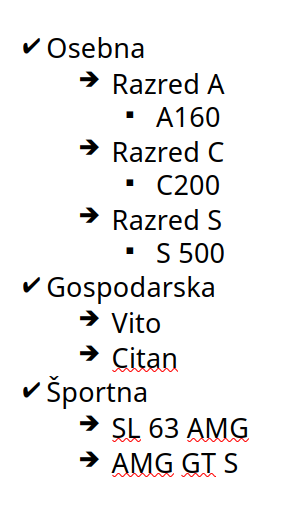 ✔ Osebna
➔ Razred A
▪ A160
➔ Razred C
▪ C200
➔ Razred S
▪ S 500
✔ Gospodarska
➔ Vito
➔ Citan
✔ Športna
➔ SL 63 AMG
➔ AMG GT S